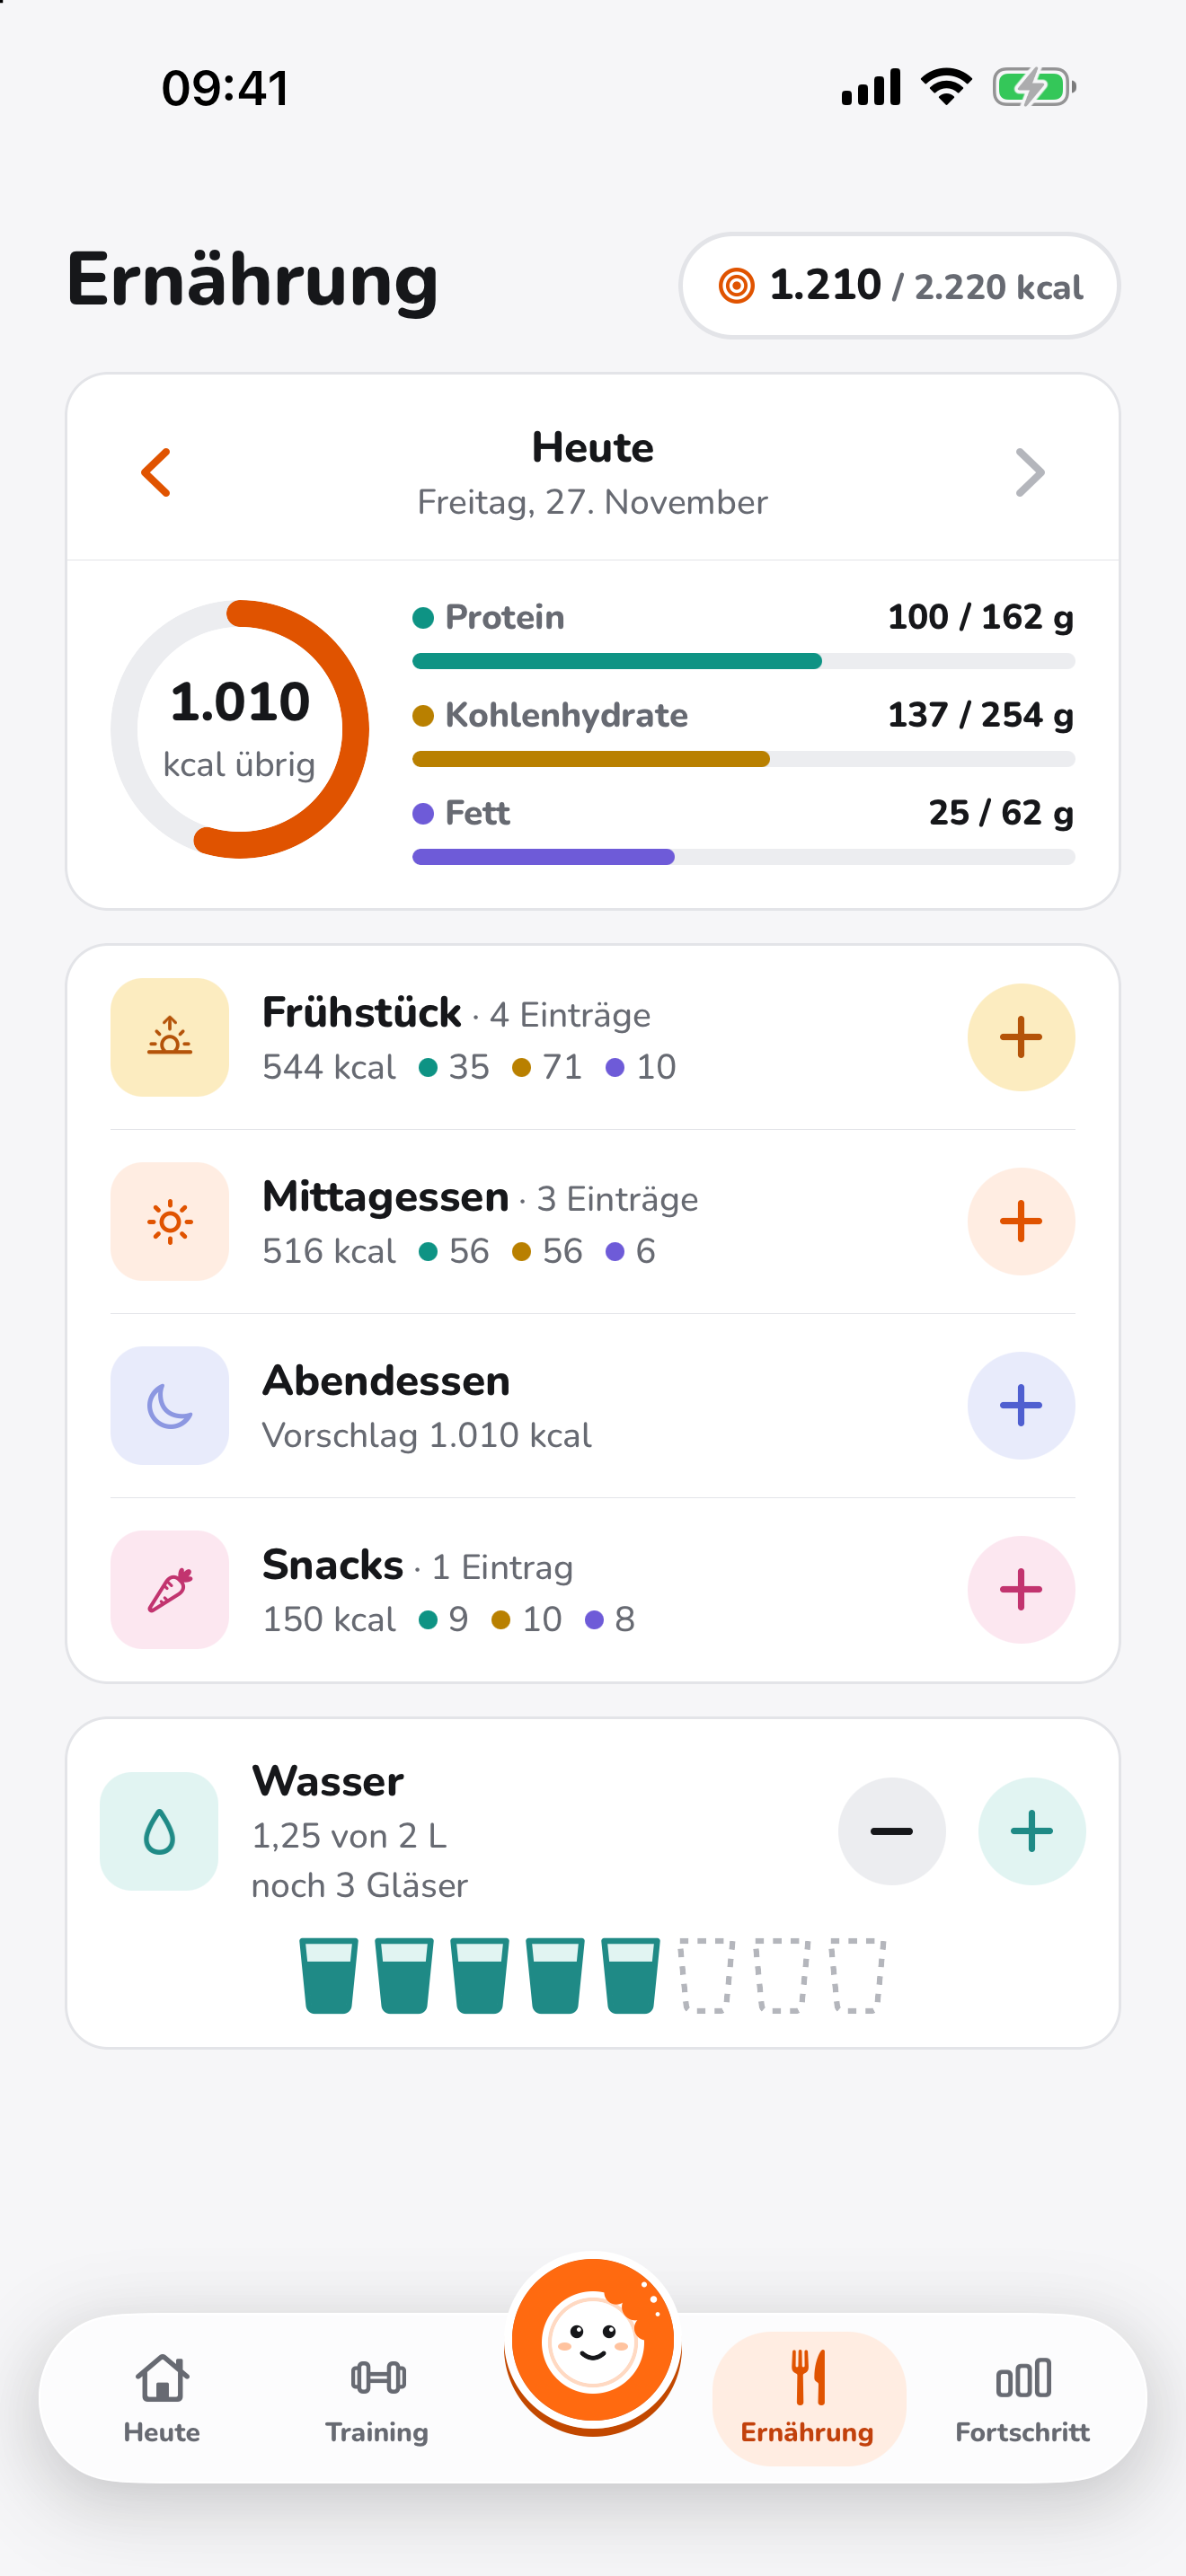 09:41
Ernährung
1.210 / 2.220 kcal
Heute
Freitag, 27. November
1.010
kcal übrig
Protein 100 / 162 g
Kohlenhydrate 137 / 254 g
Fett 25 / 62 g
Frühstück · 4 Einträge
544 kcal 35 71 10
Mittagessen · 3 Einträge
516 kcal 56 56 6
Abendessen
Vorschlag 1.010 kcal
Snacks · 1 Eintrag
150 kcal 9 10 8
Wasser
1,25 von 2 L
noch 3 Gläser
Heute Training Ernährung Fortschritt